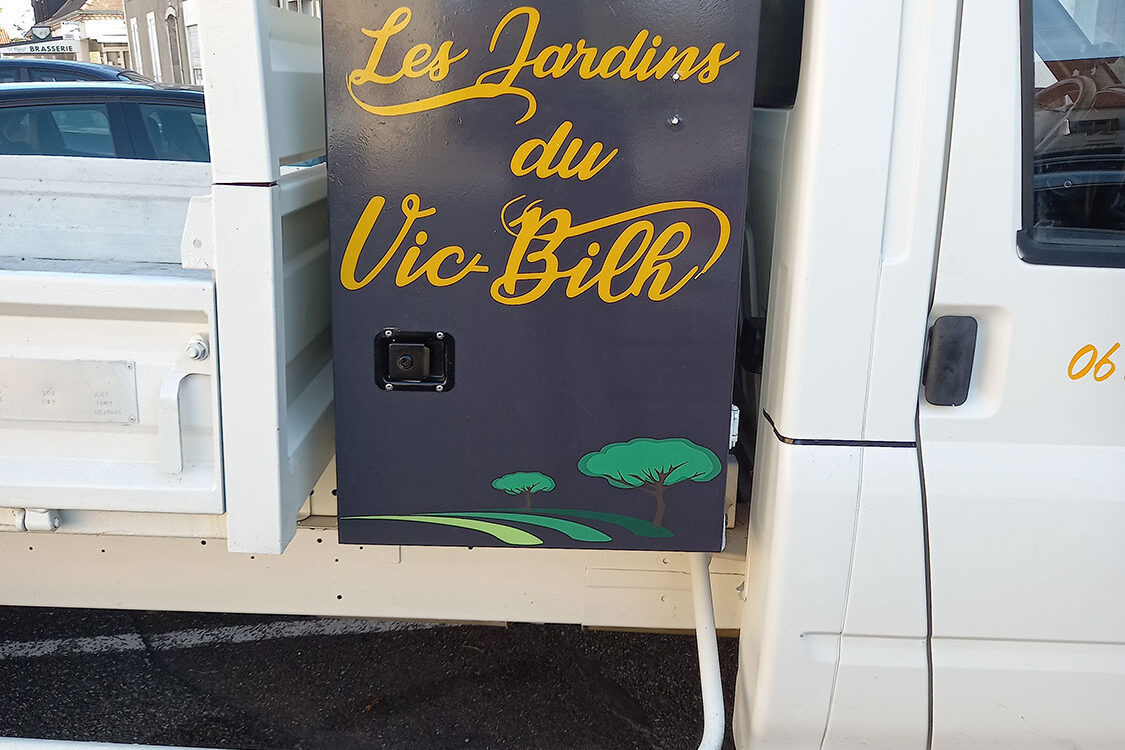 BRASSERIE
Les Jardins
du
Vic-Bilh
06